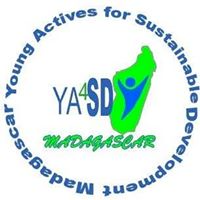 Young Actives for Sustainable Development Madagascar
YA4SD
MADAGASCAR